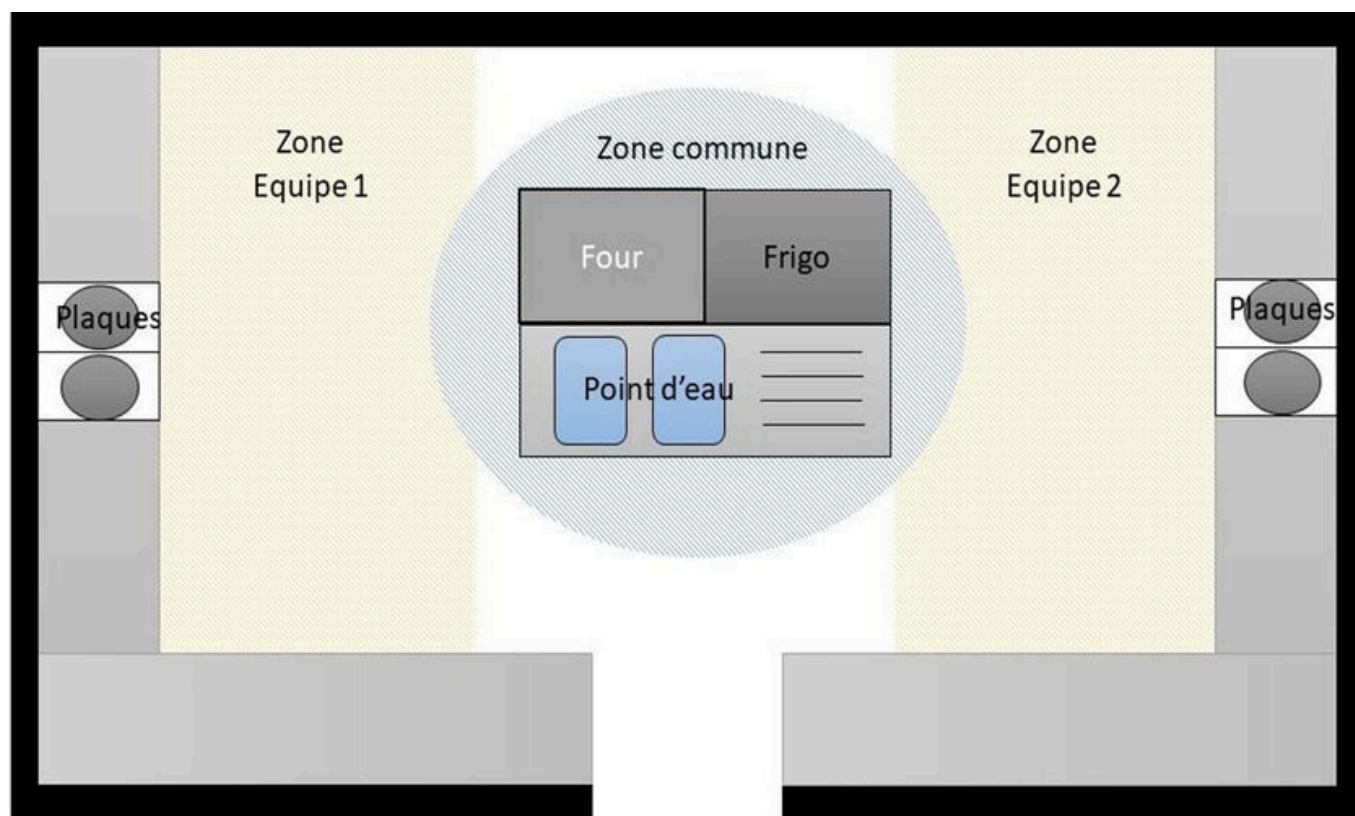 Zone
Equipe 1
Zone commune
Zone
Equipe 2
Four
Frigo
Plaques
Plaques
Point d'eau